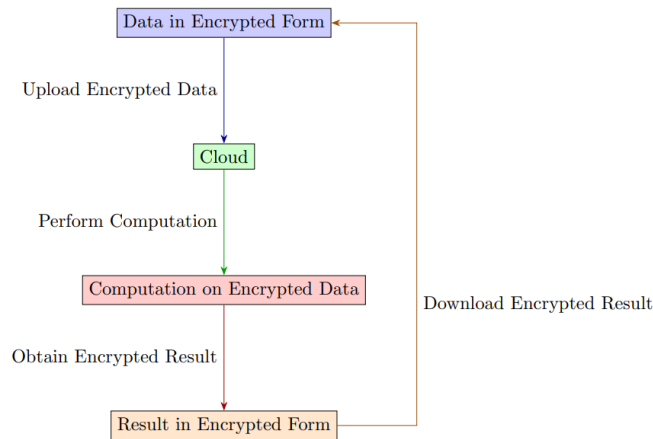 Data in Encrypted Form
Upload Encrypted Data
Cloud
Perform Computation
Computation on Encrypted Data
Download Encrypted Result
Obtain Encrypted Result
Result in Encrypted Form